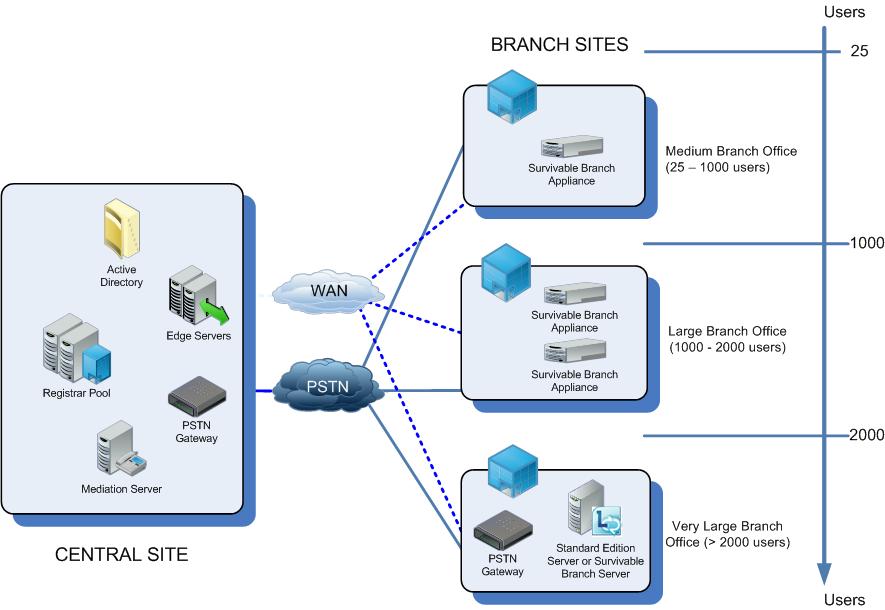 Users
BRANCH SITES
25
Survivable Branch
Appliance
Medium Branch Office
(25 – 1000 users)
1000
Active
Directory
Edge Servers
Registrar Pool
PSTN
Gateway
Mediation Server
CENTRAL SITE
WAN
PSTN
Survivable Branch
Appliance
Survivable Branch
Appliance
Large Branch Office
(1000 - 2000 users)
2000
PSTN
Gateway
Standard Edition
Server or Survivable
Branch Server
Very Large Branch
Office (> 2000 users)
Users